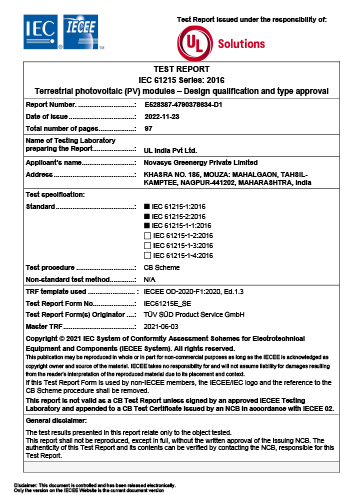 Test Report issued under the responsibility of:
IEC
IECEE
UL Solutions
TEST REPORT
IEC 61215 Series: 2016
Terrestrial photovoltaic (PV) modules – Design qualification and type approval
Report Number. ............................: E528387-4790378634-D1
Date of issue .................................: 2022-11-23
Total number of pages...................: 97
Name of Testing Laboratory
preparing the Report......................: UL India Pvt Ltd.
Applicant's name............................: Novasys Greenergy Private Limited
Address .........................................: KHASRA NO. 186, MOUZA: MAHALGAON, TAHSIL-
KAMPTEE, NAGPUR-441202, MAHARASHTRA, India
Test specification:
Standard ........................................: ■ IEC 61215-1:2016
■ IEC 61215-2:2016
■ IEC 61215-1-1:2016
☐ IEC 61215-1-2:2016
☐ IEC 61215-1-3:2016
☐ IEC 61215-1-4:2016
Test procedure ..............................: CB Scheme
Non-standard test method.............: N/A
TRF template used .........................: IECEE OD-2020-F1:2020, Ed.1.3
Test Report Form No......................: IEC61215E_SE
Test Report Form(s) Originator ....: TÜV SÜD Product Service GmbH
Master TRF ....................................: 2021-06-03
Copyright © 2021 IEC System of Conformity Assessment Schemes for Electrotechnical
Equipment and Components (IECEE System). All rights reserved.
This publication may be reproduced in whole or in part for non-commercial purposes as long as the IECEE is acknowledged as
copyright owner and source of the material. IECEE takes no responsibility for and will not assume liability for damages resulting
from the reader's interpretation of the reproduced material due to its placement and context.
If this Test Report Form is used by non-IECEE members, the IECEE/IEC logo and the reference to the
CB Scheme procedure shall be removed.
This report is not valid as a CB Test Report unless signed by an approved IECEE Testing
Laboratory and appended to a CB Test Certificate issued by an NCB in accordance with IECEE 02.
General disclaimer:
The test results presented in this report relate only to the object tested.
This report shall not be reproduced, except in full, without the written approval of the Issuing NCB. The
authenticity of this Test Report and its contents can be verified by contacting the NCB, responsible for this
Test Report.
Disclaimer: This document is controlled and has been released electronically.
Only the version on the IECEE Website is the current document version